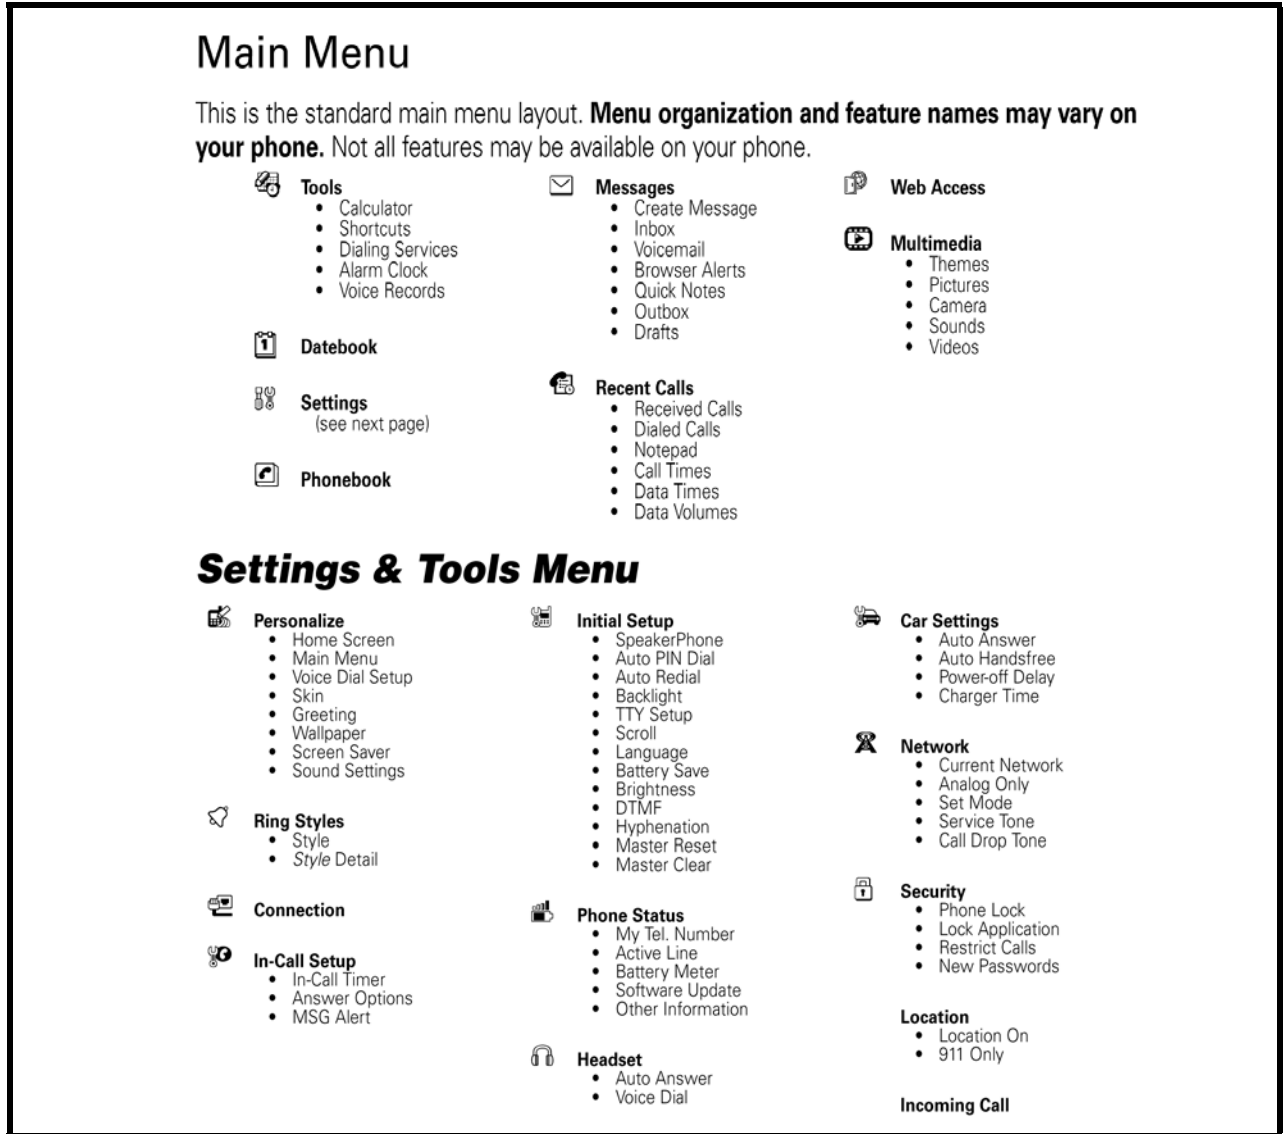 Main Menu
This is the standard main menu layout. Menu organization and feature names may vary on
your phone. Not all features may be available on your phone.
Tools
• Calculator
• Shortcuts
• Dialing Services
• Alarm Clock
• Voice Records
Datebook
Settings
(see next page)
Phonebook
Messages
• Create Message
• Inbox
• Voicemail
• Browser Alerts
• Quick Notes
• Outbox
• Drafts
Recent Calls
• Received Calls
• Dialed Calls
• Notepad
• Call Times
• Data Times
• Data Volumes
Web Access
Multimedia
• Themes
• Pictures
• Camera
• Sounds
• Videos
Settings & Tools Menu
Personalize
• Home Screen
• Main Menu
• Voice Dial Setup
• Skin
• Greeting
• Wallpaper
• Screen Saver
• Sound Settings
Ring Styles
• Style
• Style Detail
Connection
In-Call Setup
• In-Call Timer
• Answer Options
• MSG Alert
Initial Setup
• SpeakerPhone
• Auto PIN Dial
• Auto Redial
• Backlight
• TTY Setup
• Scroll
• Language
• Battery Save
• Brightness
• DTMF
• Hyphenation
• Master Reset
• Master Clear
Phone Status
• My Tel. Number
• Active Line
• Battery Meter
• Software Update
• Other Information
Headset
• Auto Answer
• Voice Dial
Car Settings
• Auto Answer
• Auto Handsfree
• Power-off Delay
• Charger Time
Network
• Current Network
• Analog Only
• Set Mode
• Service Tone
• Call Drop Tone
Security
• Phone Lock
• Lock Application
• Restrict Calls
• New Passwords
Location
• Location On
• 911 Only
Incoming Call